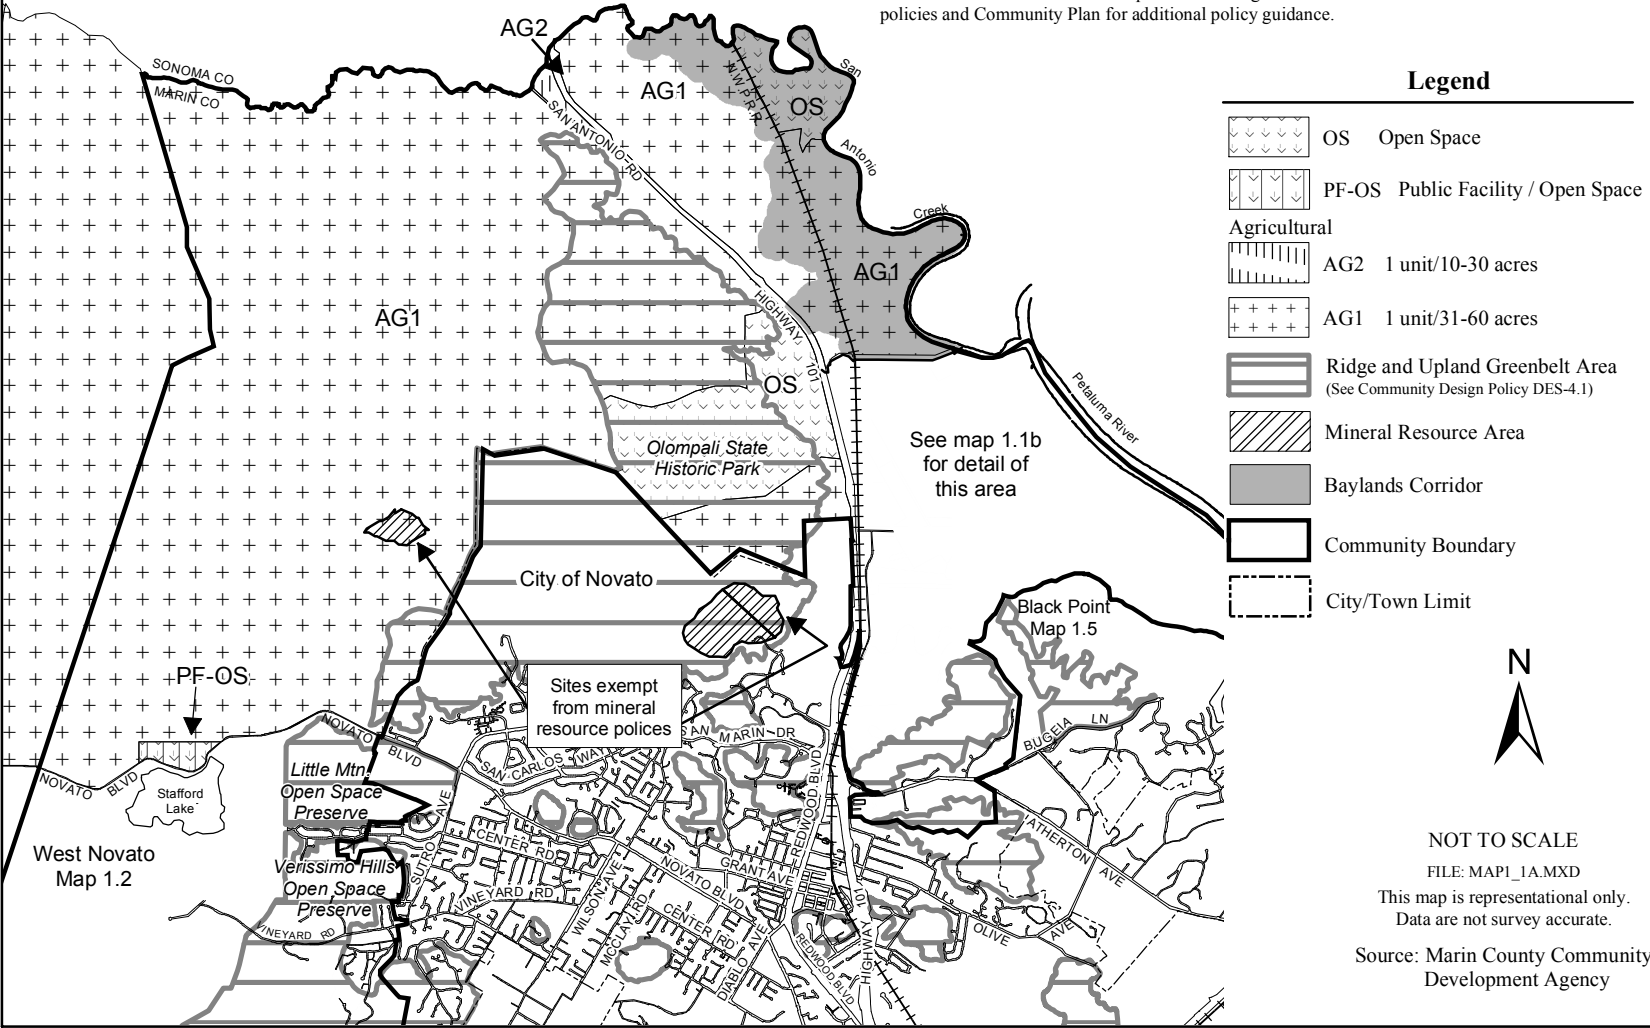 policies and Community Plan for additional policy guidance.
AG2
SONOMA CO
MARIN CO
SAN ANTONIO RD
AG1
N.W.P.R.R.
OS
San
Antonio
Creek
AG1
AG1
HIGHWAY 101
OS
Petaluma River
Olompali State
Historic Park
See map 1.1b
for detail of
this area
City of Novato
Black Point
Map 1.5
PF-OS
Sites exempt
from mineral
resource polices
NOVATO BLVD
NOVATO BLVD
Stafford
Lake
Little Mtn.
Open Space
Preserve
SAN CARLOS WAY
SAN MARIN DR
BUGEIA LN
REDWOOD BLVD
West Novato
Map 1.2
Verissimo Hills
Open Space
Preserve
SUTRO AVE
CENTER RD
VINEYARD RD
VINEYARD RD
WILSON AVE
MCCLAY RD
NOVATO BLVD
GRANT AVE
CENTER RD
DIABLO AVE
REDWOOD BLVD
HIGHWAY 101
OLIVE AVE
ATHERTON AVE
Legend
OS Open Space
PF-OS Public Facility / Open Space
Agricultural
AG2 1 unit/10-30 acres
AG1 1 unit/31-60 acres
Ridge and Upland Greenbelt Area
(See Community Design Policy DES-4.1)
Mineral Resource Area
Baylands Corridor
Community Boundary
City/Town Limit
N
NOT TO SCALE
FILE: MAP1_1A.MXD
This map is representational only.
Data are not survey accurate.
Source: Marin County Community
Development Agency